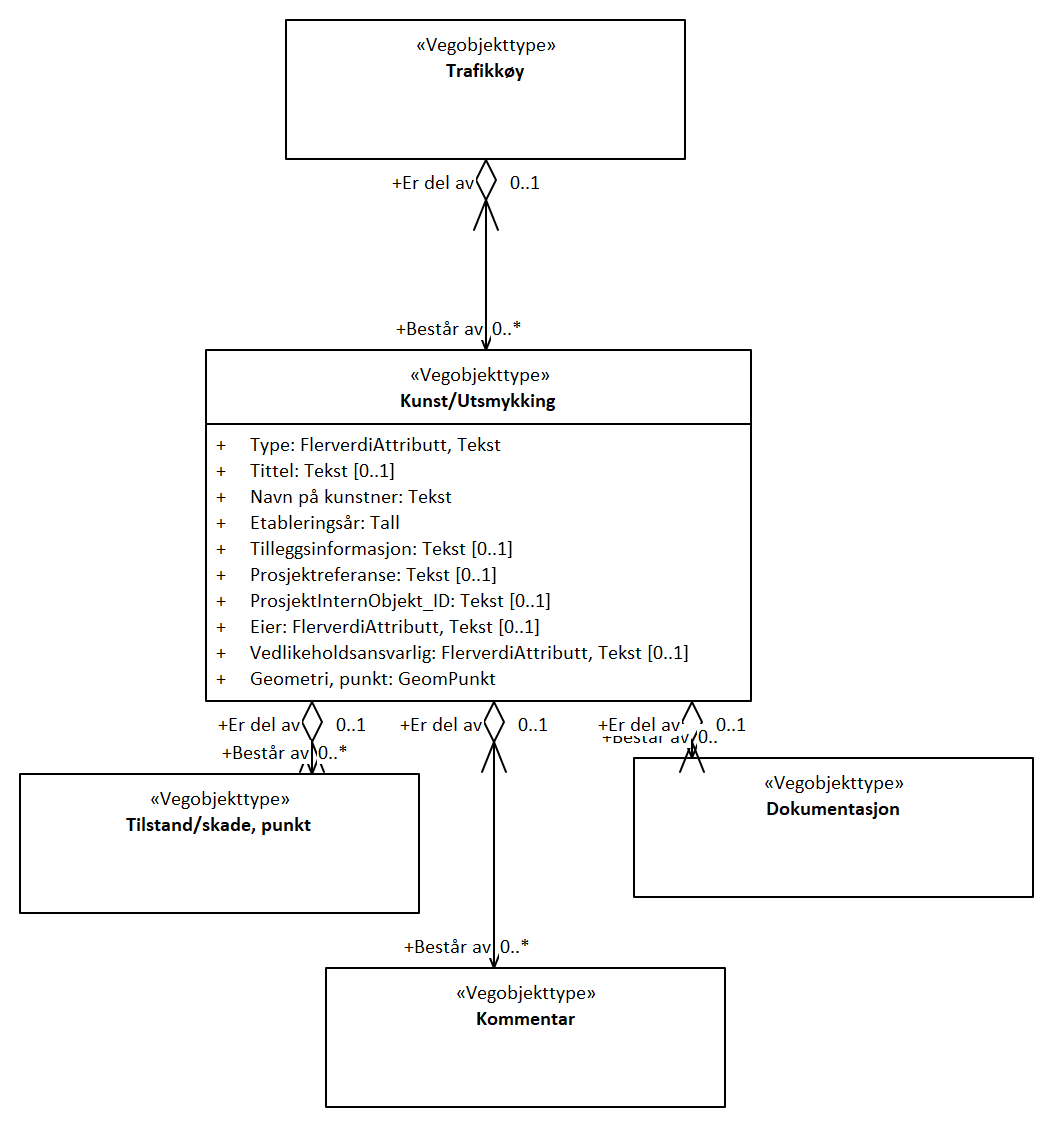 «Vegobjekttype»
Trafikkøy
+Er del av 0..1
+Består av 0..*
«Vegobjekttype»
Kunst/Utsmykking
+ Type: FlerverdiAttributt, Tekst
+ Tittel: Tekst [0..1]
+ Navn på kunstner: Tekst
+ Etableringsår: Tall
+ Tilleggsinformasjon: Tekst [0..1]
+ Prosjektreferanse: Tekst [0..1]
+ ProsjektInternObjekt_ID: Tekst [0..1]
+ Eier: FlerverdiAttributt, Tekst [0..1]
+ Vedlikeholdsansvarlig: FlerverdiAttributt, Tekst [0..1]
+ Geometri, punkt: GeomPunkt
+Er del av 0..1 +Er del av 0..1 +Er del av 0..1
+Består av 0..* +Består av 0..
«Vegobjekttype»
Tilstand/skade, punkt
«Vegobjekttype»
Dokumentasjon
+Består av 0..*
«Vegobjekttype»
Kommentar